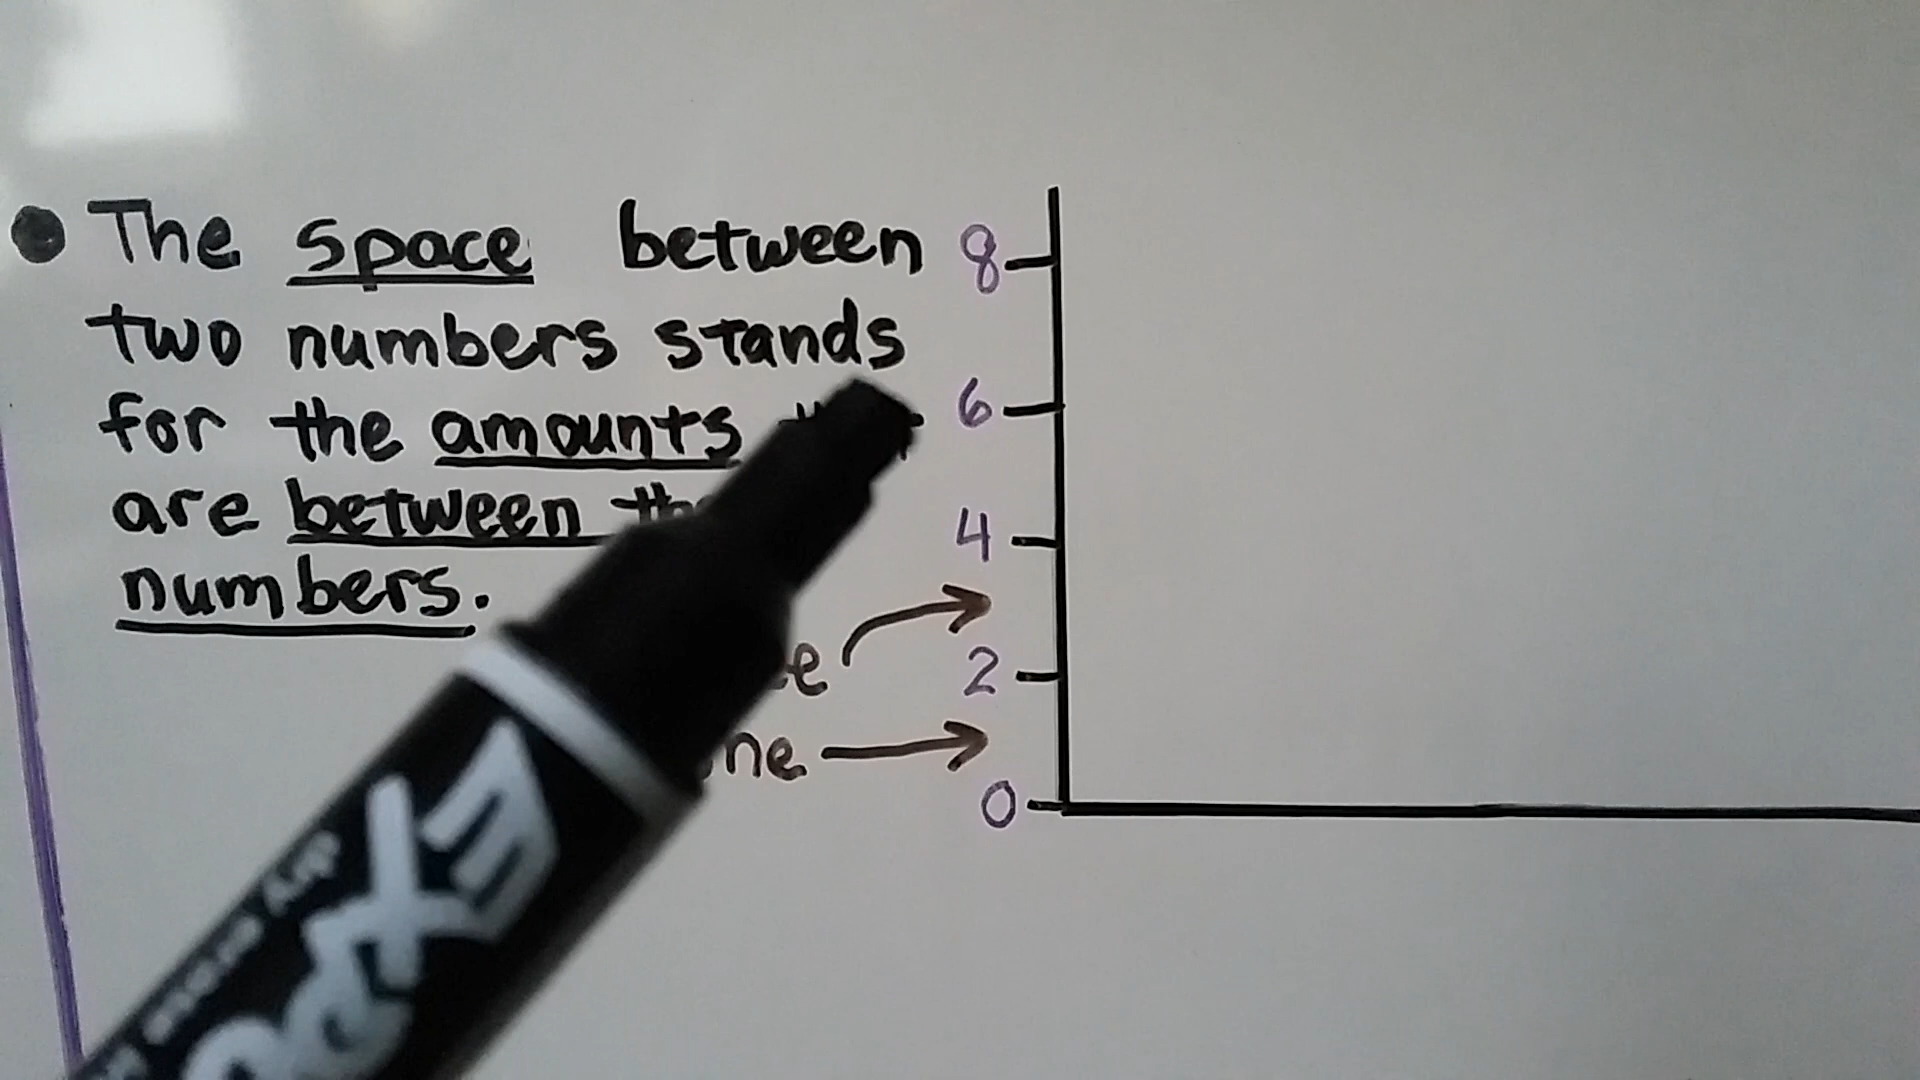 The space between
two numbers stands
for the amounts
are between
numbers.
8
6
4
2
0